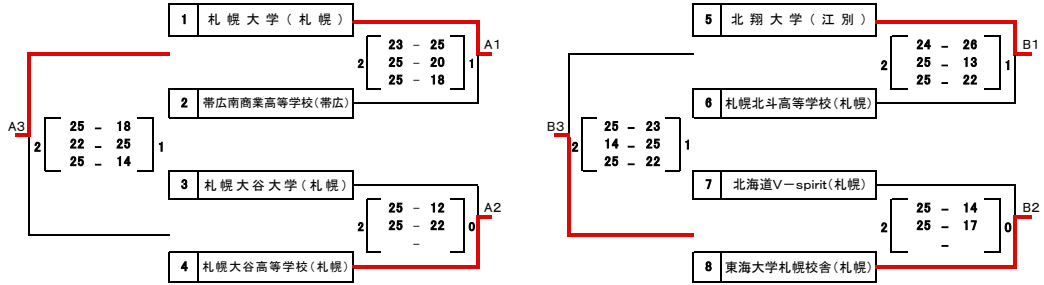 1 札幌大学(札幌)
A1
23 - 25
2 25 - 20 1
25 - 18
2 帯広南商業高等学校(帯広)
A3
25 - 18
2 22 - 25 1
25 - 14
3 札幌大谷大学(札幌)
A2
25 - 12
2 25 - 22 0
-
4 札幌大谷高等学校(札幌)
5 北翔大学(江別)
B1
24 - 26
2 25 - 13 1
25 - 22
6 札幌北斗高等学校(札幌)
B3
25 - 23
2 14 - 25 1
25 - 22
7 北海道V-spirit(札幌)
B2
25 - 14
2 25 - 17 0
-
8 東海大学札幌校舎(札幌)